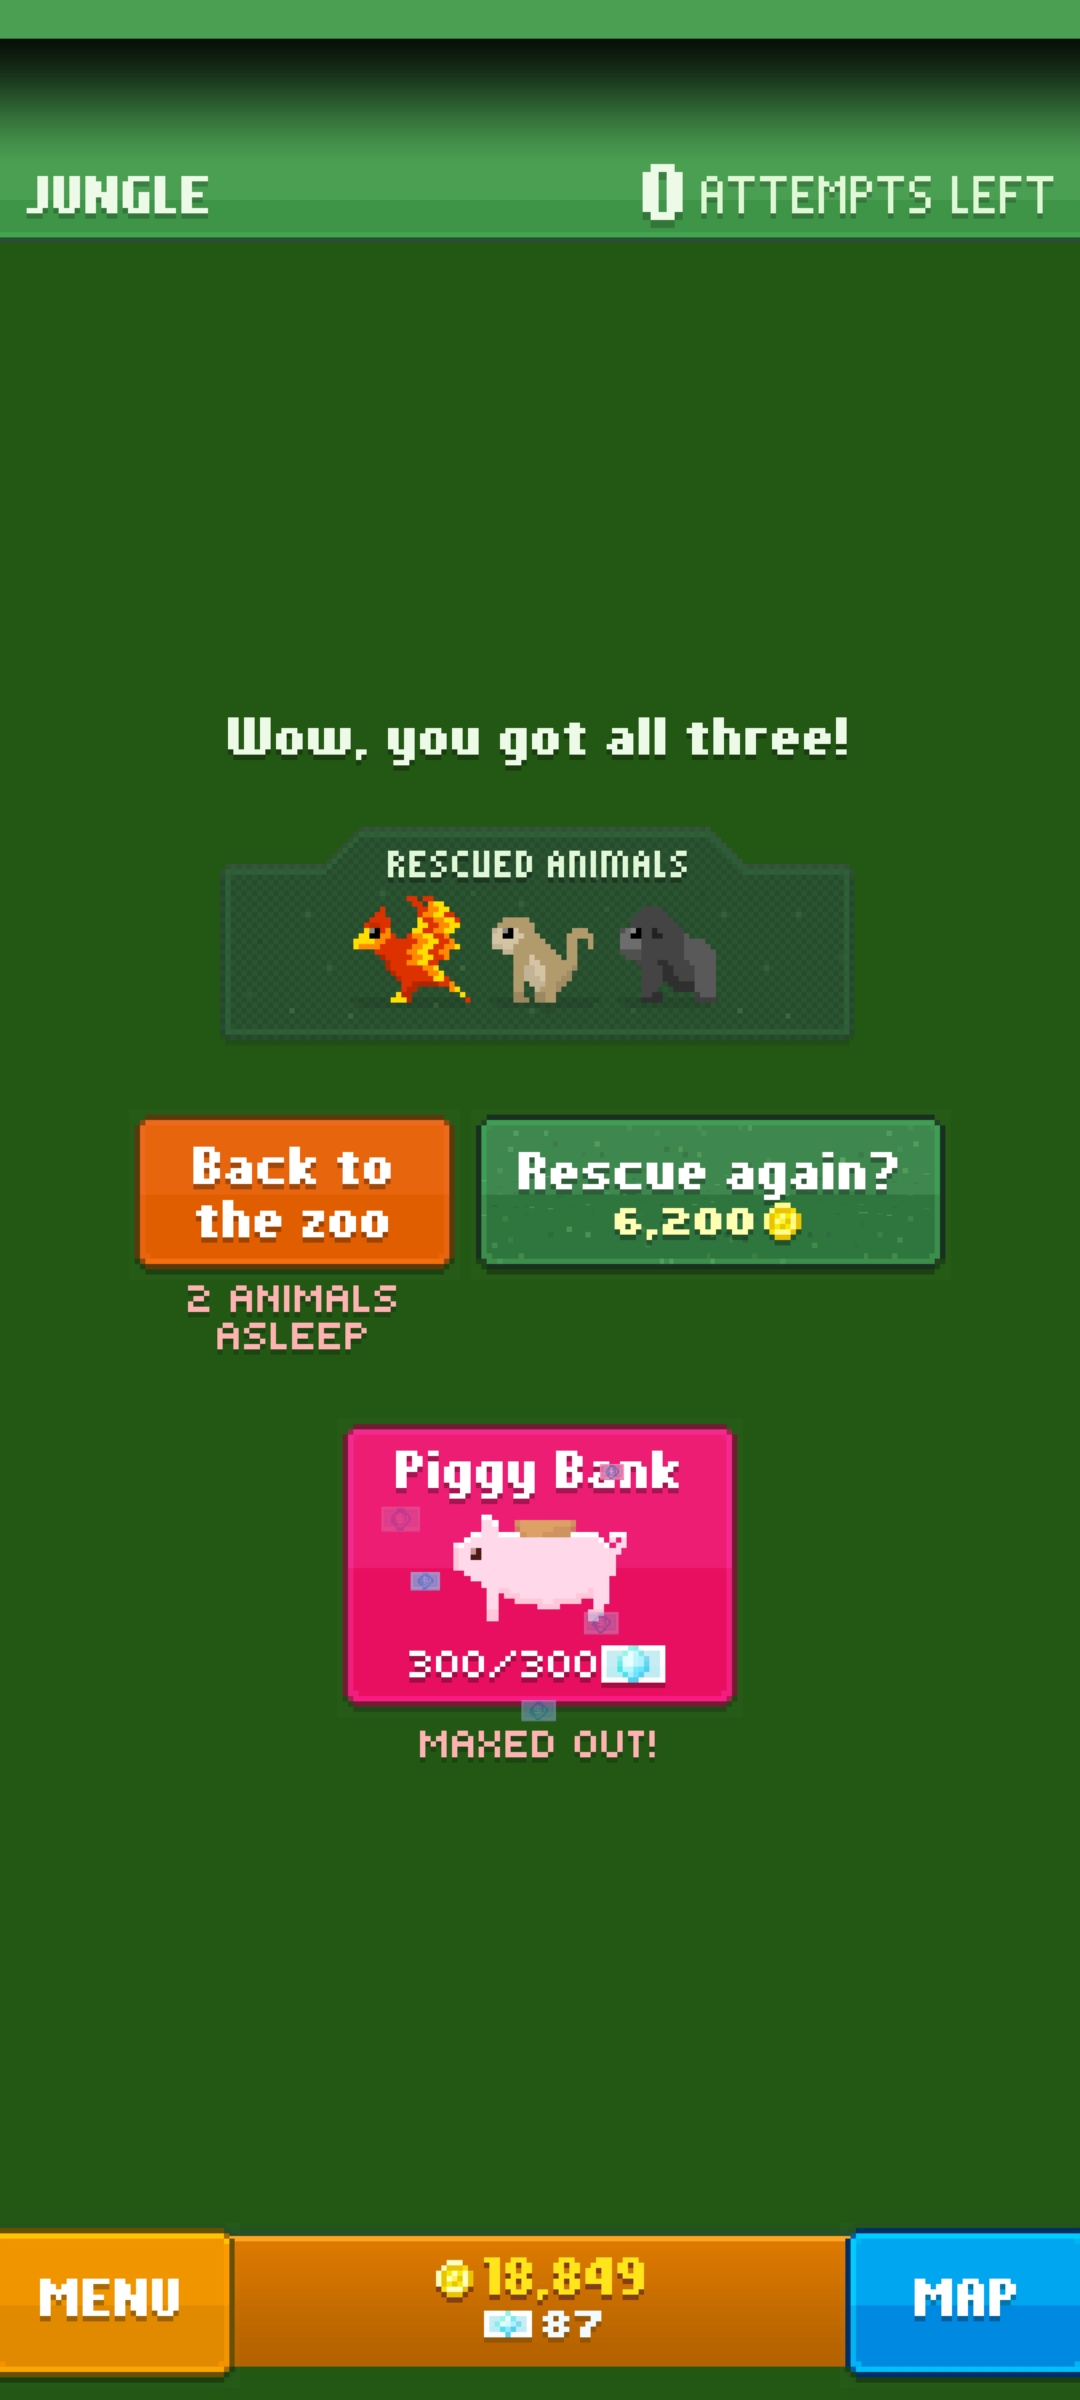 JUNGLE
0 ATTEMPTS LEFT
Wow, you got all three!
RESCUED ANIMALS
Back to
the zoo
Rescue again?
6,200
2 ANIMALS
ASLEEP
Piggy Bank
300/300
MAXED OUT!
MENU
18,849
87
MAP